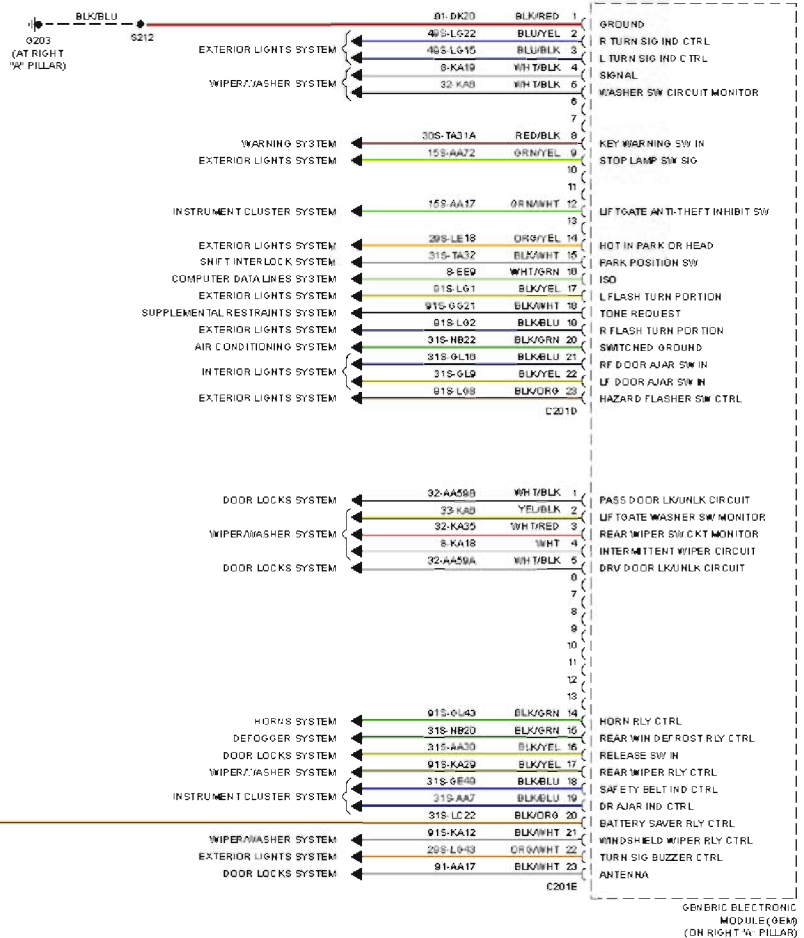 BLK/BLU
G203
(AT RIGHT
"A" PILLAR)
S212
81-DK20 BLK/RED 1 GROUND
49S-LG22 BLU/YEL 2 R TURN SIG IND CTRL
EXTERIOR LIGHTS SYSTEM
49S-LG15 BLU/BLK 3 L TURN SIG IND CTRL
8-KA19 WHT/BLK 4 SIGNAL
WIPER/WASHER SYSTEM
32-KA8 WHT/BLK 5 WASHER SW CIRCUIT MONITOR
6
7
WARNING SYSTEM 30S-TA31A RED/BLK 8 KEY WARNING SW IN
EXTERIOR LIGHTS SYSTEM 15S-AA72 GRN/YEL 9 STOP LAMP SW SIG
10
11
INSTRUMENT CLUSTER SYSTEM 15S-AA17 GRN/WHT 12 LIFTGATE ANTI-THEFT INHIBIT SW
13
EXTERIOR LIGHTS SYSTEM 29S-LE18 ORG/YEL 14 HOT IN PARK OR HEAD
SHIFT INTERLOCK SYSTEM 31S-TA32 BLK/WHT 15 PARK POSITION SW
COMPUTER DATA LINES SYSTEM 8-EE9 WHT/GRN 16 ISO
EXTERIOR LIGHTS SYSTEM 91S-LG1 BLK/YEL 17 L FLASH TURN PORTION
SUPPLEMENTAL RESTRAINTS SYSTEM 91S-GG21 BLK/WHT 18 TONE REQUEST
EXTERIOR LIGHTS SYSTEM 91S-LG2 BLK/BLU 19 R FLASH TURN PORTION
AIR CONDITIONING SYSTEM 31S-NB22 BLK/GRN 20 SWITCHED GROUND
31S-GL16 BLK/BLU 21 RF DOOR AJAR SW IN
INTERIOR LIGHTS SYSTEM
31S-GL9 BLK/YEL 22 LF DOOR AJAR SW IN
EXTERIOR LIGHTS SYSTEM 91S-LG8 BLK/ORG 23 HAZARD FLASHER SW CTRL
C201D
DOOR LOCKS SYSTEM 32-AA59B WHT/BLK 1 PASS DOOR LK/UNLK CIRCUIT
33-KA8 YEL/BLK 2 LIFTGATE WASHER SW MONITOR
WIPER/WASHER SYSTEM 32-KA35 WHT/RED 3 REAR WIPER SW CKT MONITOR
8-KA18 WHT 4 INTERMITTENT WIPER CIRCUIT
DOOR LOCKS SYSTEM 32-AA59A WHT/BLK 5 DRV DOOR LK/UNLK CIRCUIT
6
7
8
9
10
11
12
13
HORNS SYSTEM 91S-GL43 BLK/GRN 14 HORN RLY CTRL
DEFOGGER SYSTEM 31S-NB20 BLK/GRN 15 REAR WIN DEFROST RLY CTRL
DOOR LOCKS SYSTEM 31S-AA30 BLK/YEL 16 RELEASE SW IN
WIPER/WASHER SYSTEM 91S-KA29 BLK/YEL 17 REAR WIPER RLY CTRL
31S-GE49 BLK/BLU 18 SAFETY BELT IND CTRL
INSTRUMENT CLUSTER SYSTEM
31S-AA7 BLK/BLU 19 DR AJAR IND CTRL
31S-LC22 BLK/ORG 20 BATTERY SAVER RLY CTRL
WIPER/WASHER SYSTEM 91S-KA12 BLK/WHT 21 WINDSHIELD WIPER RLY CTRL
EXTERIOR LIGHTS SYSTEM 29S-LG43 ORG/WHT 22 TURN SIG BUZZER CTRL
DOOR LOCKS SYSTEM 91-AA17 BLK/WHT 23 ANTENNA
C201E
GENERIC ELECTRONIC
MODULE (GEM)
(ON RIGHT "A" PILLAR)